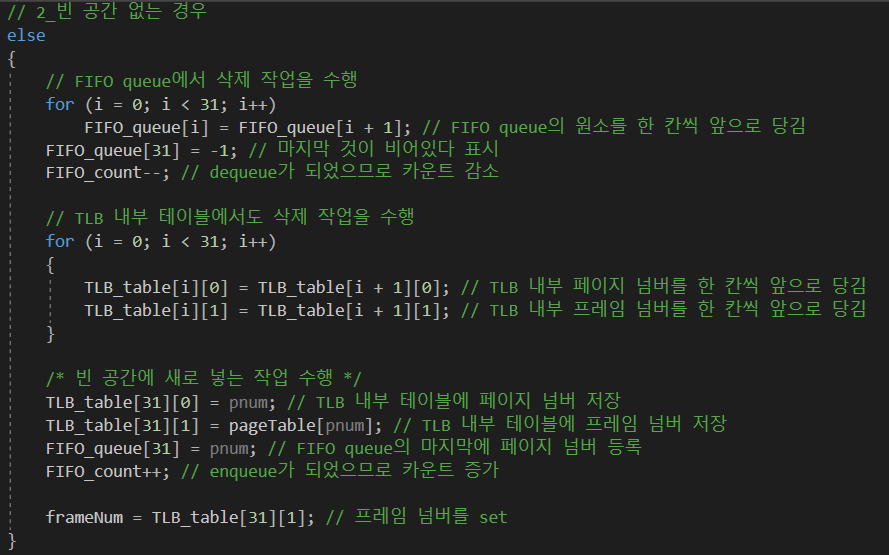 // 2_빈 공간 없는 경우
else
{
// FIFO queue에서 삭제 작업을 수행
for (i = 0; i < 31; i++)
FIFO_queue[i] = FIFO_queue[i + 1]; // FIFO queue의 원소를 한 칸씩 앞으로 당김
FIFO_queue[31] = -1; // 마지막 것이 비어있다 표시
FIFO_count--; // dequeue가 되었으므로 카운트 감소
// TLB 내부 테이블에서도 삭제 작업을 수행
for (i = 0; i < 31; i++)
{
TLB_table[i][0] = TLB_table[i + 1][0]; // TLB 내부 페이지 넘버를 한 칸씩 앞으로 당김
TLB_table[i][1] = TLB_table[i + 1][1]; // TLB 내부 프레임 넘버를 한 칸씩 앞으로 당김
}
/* 빈 공간에 새로 넣는 작업 수행 */
TLB_table[31][0] = pnum; // TLB 내부 테이블에 페이지 넘버 저장
TLB_table[31][1] = pageTable[pnum]; // TLB 내부 테이블에 프레임 넘버 저장
FIFO_queue[31] = pnum; // FIFO queue의 마지막에 페이지 넘버 등록
FIFO_count++; // enqueue가 되었으므로 카운트 증가
frameNum = TLB_table[31][1]; // 프레임 넘버를 set
}